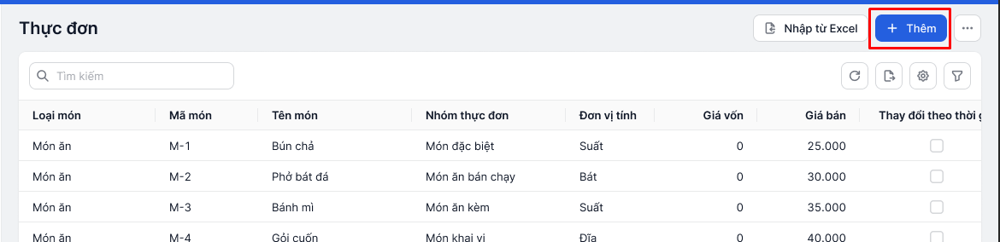 Thực đơn
Nhập từ Excel
Thêm
Tìm kiếm
Loại món Mã món Tên món Nhóm thực đơn Đơn vị tính Giá vốn Giá bán Thay đổi theo thời
Món ăn M-1 Bún chả Món đặc biệt Suất 0 25.000
Món ăn M-2 Phở bát đá Món ăn bán chạy Bát 0 30.000
Món ăn M-3 Bánh mì Món ăn kèm Suất 0 35.000
Món ăn M-4 Gỏi cuốn Món khai vị Đĩa 0 40.000